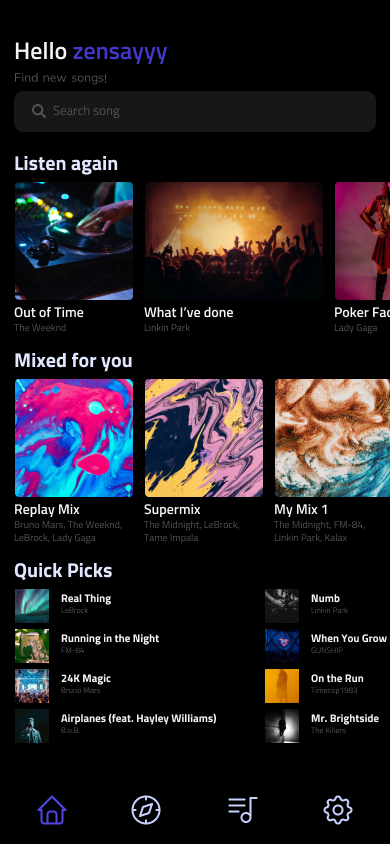 Hello zensayyy
Find new songs!
Search song
Listen again
Out of Time
The Weeknd
What I've done
Linkin Park
Poker Fac
Lady Gaga
Mixed for you
Replay Mix
Bruno Mars, The Weeknd,
LeBrock, Lady Gaga
Supermix
The Midnight, LeBrock,
Tame Impala
My Mix 1
The Midnight, FM-84,
Linkin Park, Kalax
Quick Picks
Real Thing
LeBrock
Running in the Night
FM-84
24K Magic
Bruno Mars
Airplanes (feat. Hayley Williams)
B.o.B.
Numb
Linkin Park
When You Grow
GUNSHIP
On the Run
Timecop1983
Mr. Brightside
The Killers